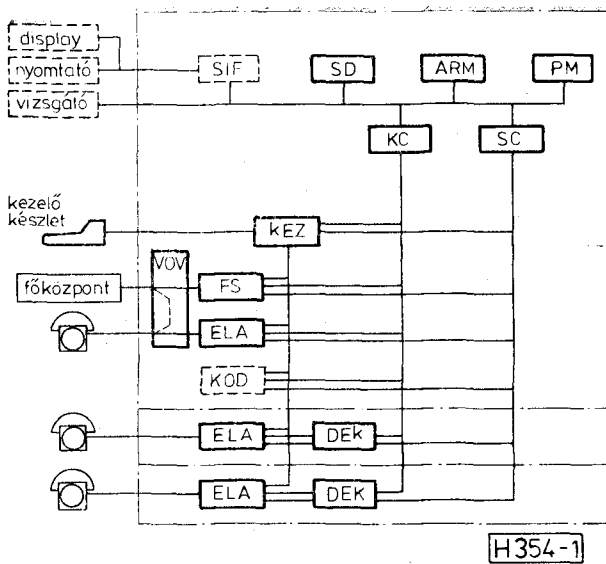 display
nyomtató
vizsgáló
SIF
SD
ARM
PM
KC
SC
kezelő
készlet
kEZ
VOV
főközpont
FS
ELA
KOD
ELA
DEk
ELA
DEK
H354-1